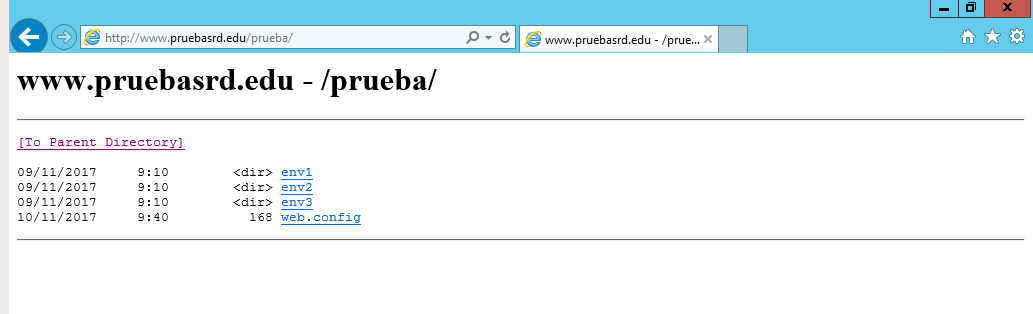 http://www.pruebasrd.edu/prueba/
www.pruebasrd.edu - /prue...
www.pruebasrd.edu - /prueba/
[To Parent Directory]
09/11/2017 9:10 <dir> env1
09/11/2017 9:10 <dir> env2
09/11/2017 9:10 <dir> env3
10/11/2017 9:40 168 web.config